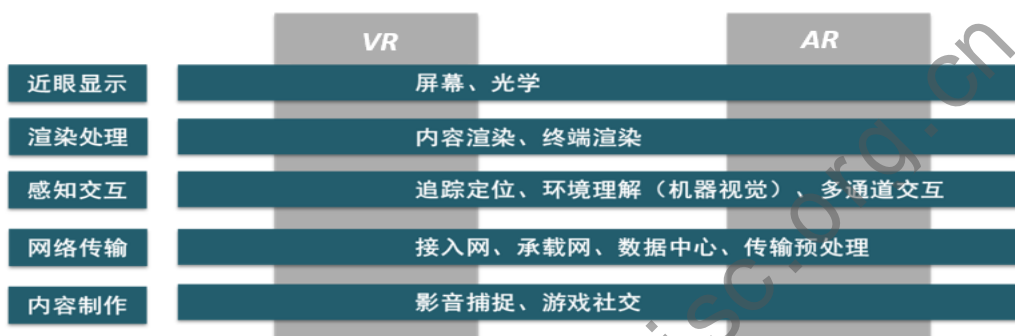 VR AR
近眼显示 屏幕、光学
渲染处理 内容渲染、终端渲染
感知交互 追踪定位、环境理解（机器视觉）、多通道交互
网络传输 接入网、承载网、数据中心、传输预处理
内容制作 影音捕捉、游戏社交
isc.org.cn